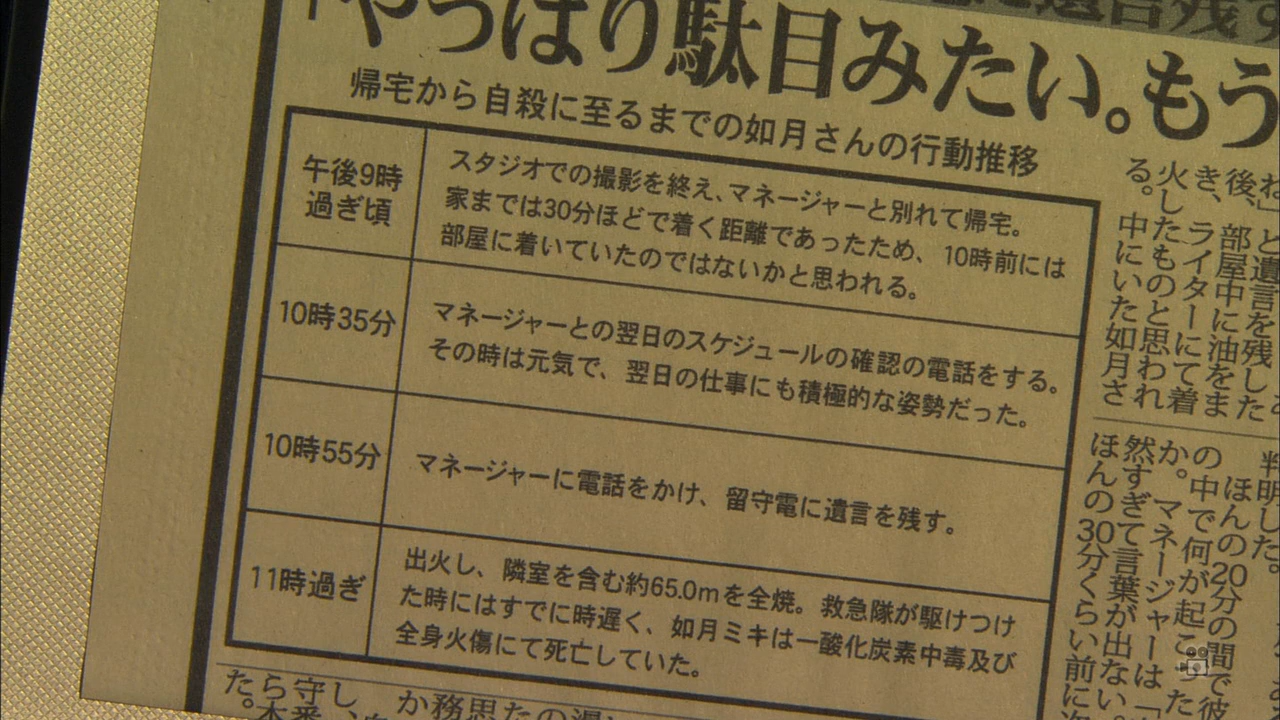 遺言残す
「やっぱり駄目みたい。もう
帰宅から自殺に至るまでの如月さんの行動推移
午後9時
過ぎ頃
スタジオでの撮影を終え、マネージャーと別れて帰宅。
家までは30分ほどで着く距離であったため、10時前には
部屋に着いていたのではないかと思われる。
10時35分
マネージャーとの翌日のスケジュールの確認の電話をする。
その時は元気で、翌日の仕事にも積極的な姿勢だった。
10時55分
マネージャーに電話をかけ、留守電に遺言を残す。
11時過ぎ
出火し、隣室を含む約65.0mを全焼。救急隊が駆けつけ
た時にはすでに時遅く、如月ミキは一酸化炭素中毒及び
全身火傷にて死亡していた。
ね」と遺言を残した
後、部屋中に油をま
き、ライターにて着
火したものと思われ
る。中にいた如月さ
判明した。
ほんの20分の間で彼
の中で何が起こ
か。マネージャーは「
然すぎて言葉が出ない。
ほんの30分くらい前に次